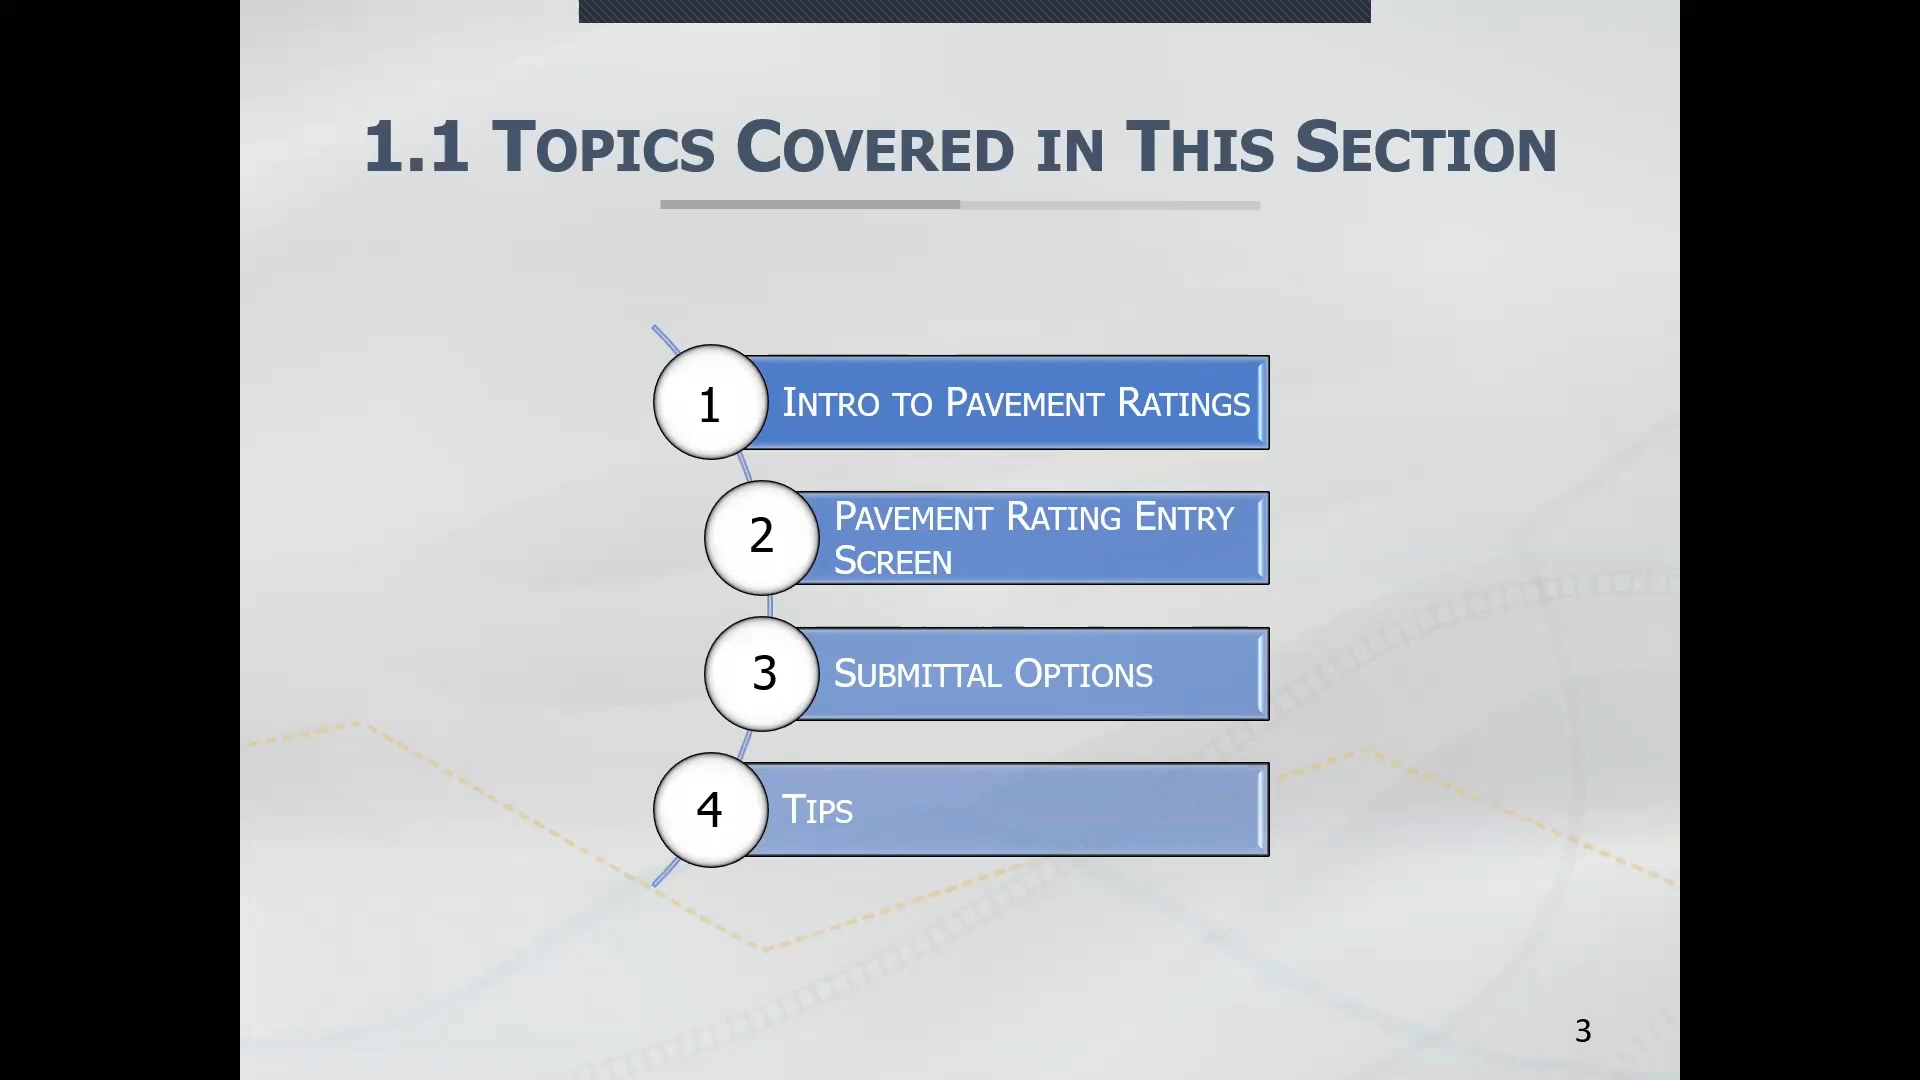 1.1 Topics Covered in This Section
1 Intro to Pavement Ratings
2 Pavement Rating Entry
Screen
3 Submittal Options
4 Tips
3